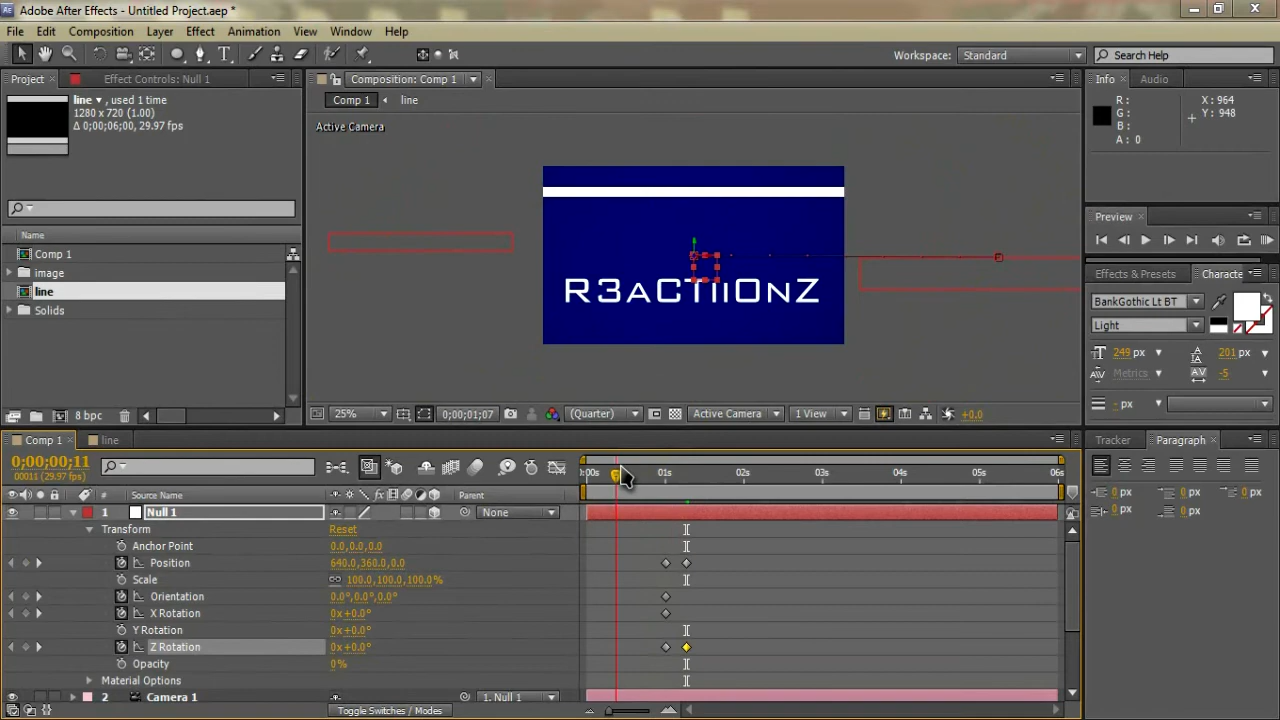 Adobe After Effects - Untitled Project.aep *
File Edit Composition Layer Effect Animation View Window Help
Workspace: Standard Search Help
Project Effect Controls: Null 1 Composition: Comp 1 Info Audio
line, used 1 time
1280 x 720 (1.00)
Δ 0;00;06;00, 29.97 fps
Comp 1 line
Active Camera
R: X: 964
G: Y: 948
B:
A: 0
R3ACTIIONZ
Preview
Name
Comp 1
image
line
Solids
Effects & Presets Characte
BankGothic Lt BT
Light
249 px 201 px
Metrics -5
- px
8 bpc 25% 0;00;01;07 (Quarter) Active Camera 1 View +0.0
Comp 1 line Tracker Paragraph
0;00;00;11
00011 (29.97 fps)
0:00s 01s 02s 03s 04s 05s 06s
# Source Name Parent
1 Null 1 None
Transform Reset
Anchor Point 0.0,0.0,0.0
Position 640.0,360.0,0.0
Scale 100.0,100.0,100.0%
Orientation 0.0°,0.0°,0.0°
X Rotation 0x+0.0°
Y Rotation 0x+0.0°
Z Rotation 0x+0.0°
Opacity 0%
Material Options
2 Camera 1 1. Null 1
Toggle Switches / Modes
0 px 0 px 0 px
0 px 0 px